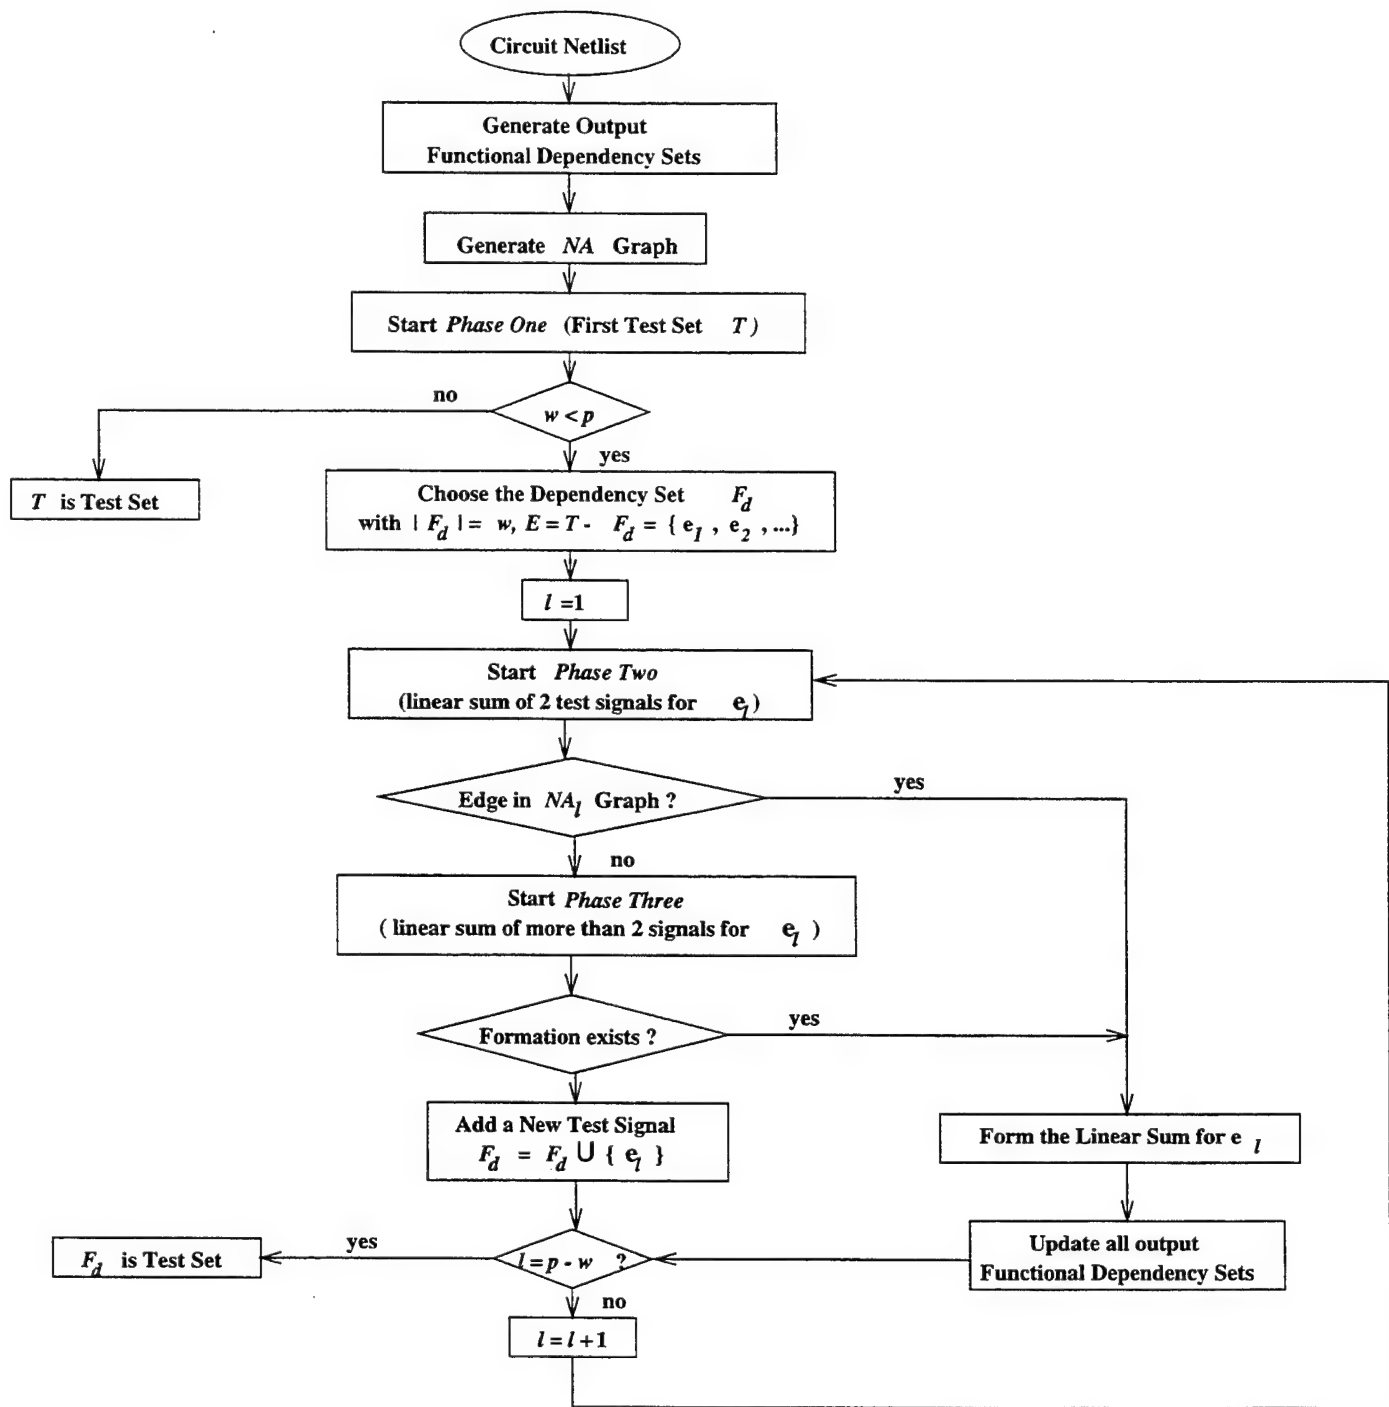 Circuit Netlist
Generate Output
Functional Dependency Sets
Generate NA Graph
Start Phase One (First Test Set T)
no
w < p
yes
T is Test Set
Choose the Dependency Set F_d
with | F_d | = w, E = T - F_d = { e_1 , e_2 , ...}
l =1
Start Phase Two
(linear sum of 2 test signals for e_l)
Edge in NA_l Graph ?
yes
no
Start Phase Three
( linear sum of more than 2 signals for e_l )
Formation exists ?
yes
Add a New Test Signal
F_d = F_d ∪ { e_l }
Form the Linear Sum for e_l
yes
F_d is Test Set
l = p - w ?
Update all output
Functional Dependency Sets
no
l = l +1